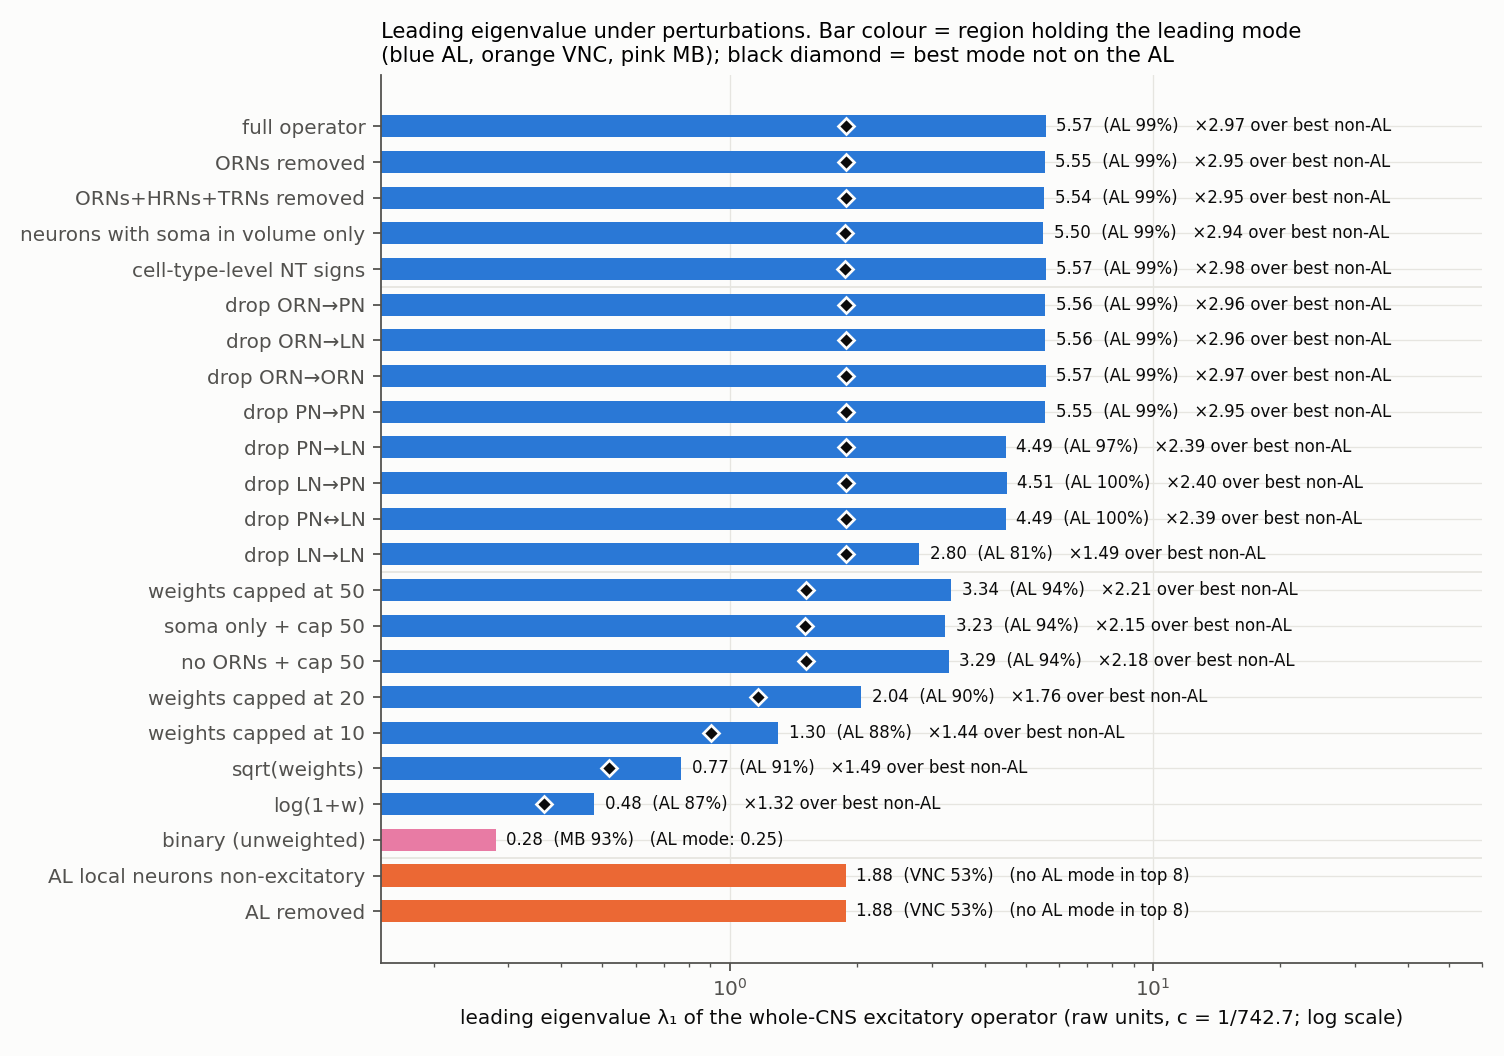 Leading eigenvalue under perturbations. Bar colour = region holding the leading mode
(blue AL, orange VNC, pink MB); black diamond = best mode not on the AL
full operator 5.57 (AL 99%) ×2.97 over best non-AL
ORNs removed 5.55 (AL 99%) ×2.95 over best non-AL
ORNs+HRNs+TRNs removed 5.54 (AL 99%) ×2.95 over best non-AL
neurons with soma in volume only 5.50 (AL 99%) ×2.94 over best non-AL
cell-type-level NT signs 5.57 (AL 99%) ×2.98 over best non-AL
drop ORN→PN 5.56 (AL 99%) ×2.96 over best non-AL
drop ORN→LN 5.56 (AL 99%) ×2.96 over best non-AL
drop ORN→ORN 5.57 (AL 99%) ×2.97 over best non-AL
drop PN→PN 5.55 (AL 99%) ×2.95 over best non-AL
drop PN→LN 4.49 (AL 97%) ×2.39 over best non-AL
drop LN→PN 4.51 (AL 100%) ×2.40 over best non-AL
drop PN↔LN 4.49 (AL 100%) ×2.39 over best non-AL
drop LN→LN 2.80 (AL 81%) ×1.49 over best non-AL
weights capped at 50 3.34 (AL 94%) ×2.21 over best non-AL
soma only + cap 50 3.23 (AL 94%) ×2.15 over best non-AL
no ORNs + cap 50 3.29 (AL 94%) ×2.18 over best non-AL
weights capped at 20 2.04 (AL 90%) ×1.76 over best non-AL
weights capped at 10 1.30 (AL 88%) ×1.44 over best non-AL
sqrt(weights) 0.77 (AL 91%) ×1.49 over best non-AL
log(1+w) 0.48 (AL 87%) ×1.32 over best non-AL
binary (unweighted) 0.28 (MB 93%) (AL mode: 0.25)
AL local neurons non-excitatory 1.88 (VNC 53%) (no AL mode in top 8)
AL removed 1.88 (VNC 53%) (no AL mode in top 8)
10⁰ 10¹
leading eigenvalue λ₁ of the whole-CNS excitatory operator (raw units, c = 1/742.7; log scale)